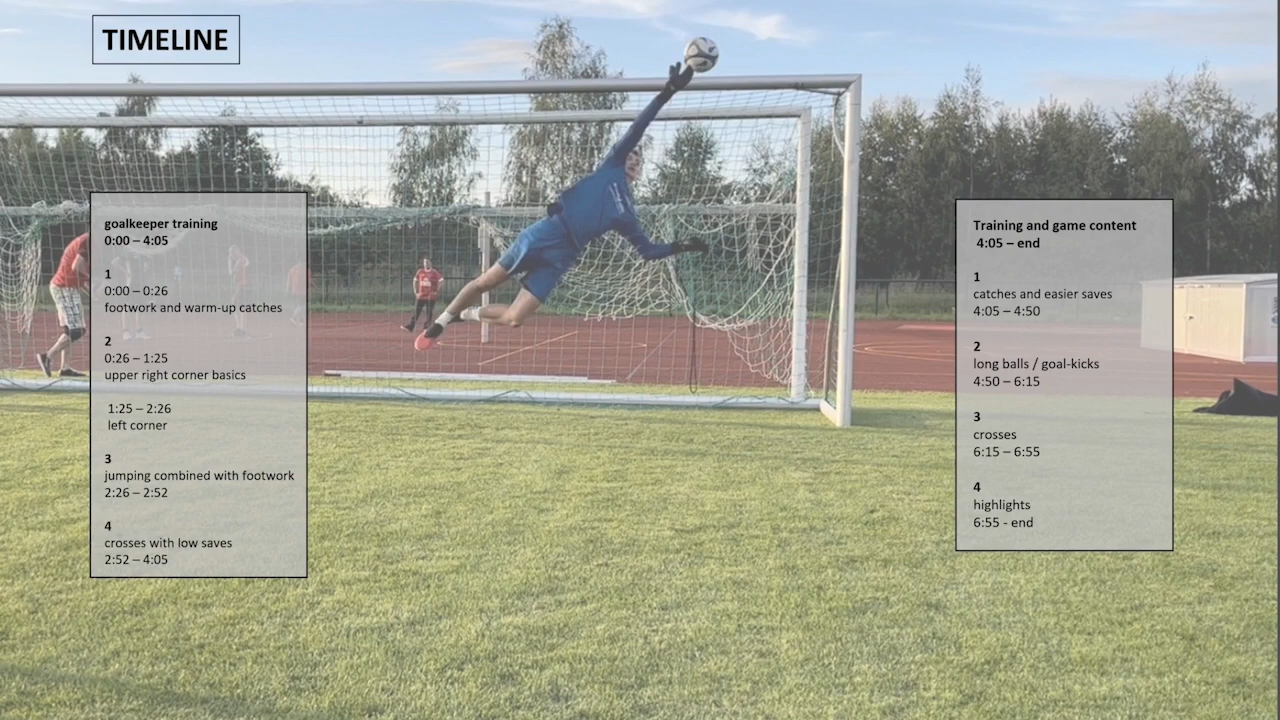 TIMELINE
goalkeeper training
0:00 – 4:05
1
0:00 – 0:26
footwork and warm-up catches
2
0:26 – 1:25
upper right corner basics
1:25 – 2:26
left corner
3
jumping combined with footwork
2:26 – 2:52
4
crosses with low saves
2:52 – 4:05
Training and game content
4:05 – end
1
catches and easier saves
4:05 – 4:50
2
long balls / goal-kicks
4:50 – 6:15
3
crosses
6:15 – 6:55
4
highlights
6:55 - end